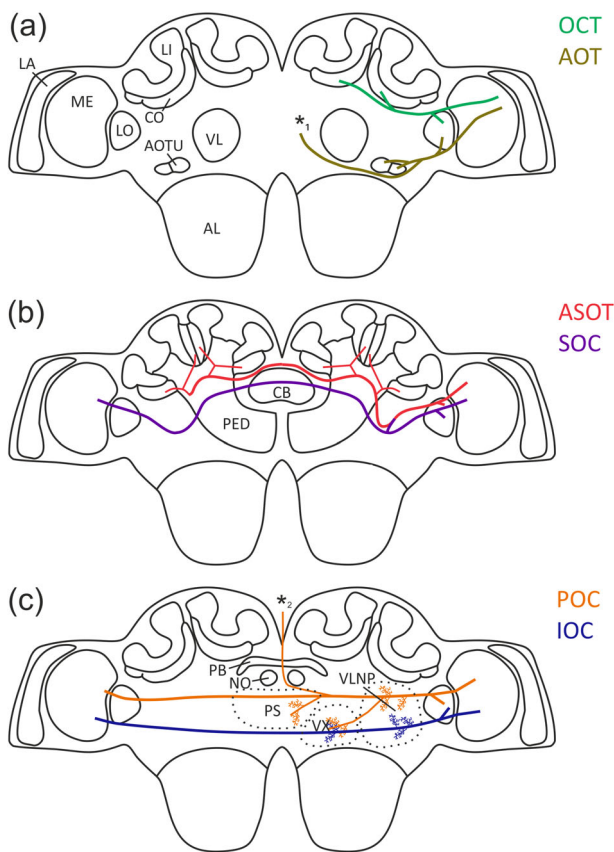 (a)
OCT
AOT
LI
LA
ME
CO
LO
AOTU
VL
*1
AL
(b)
ASOT
SOC
CB
PED
(c)
POC
IOC
*2
PB
NO
VLNP
PS
VX